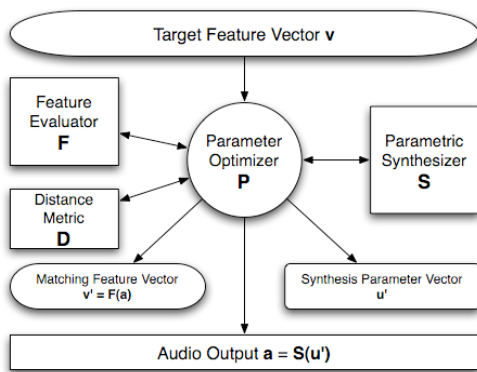 Target Feature Vector v
Feature
Evaluator
F
Parameter
Optimizer
P
Parametric
Synthesizer
S
Distance
Metric
D
Matching Feature Vector
v' = F(a)
Synthesis Parameter Vector
u'
Audio Output a = S(u')